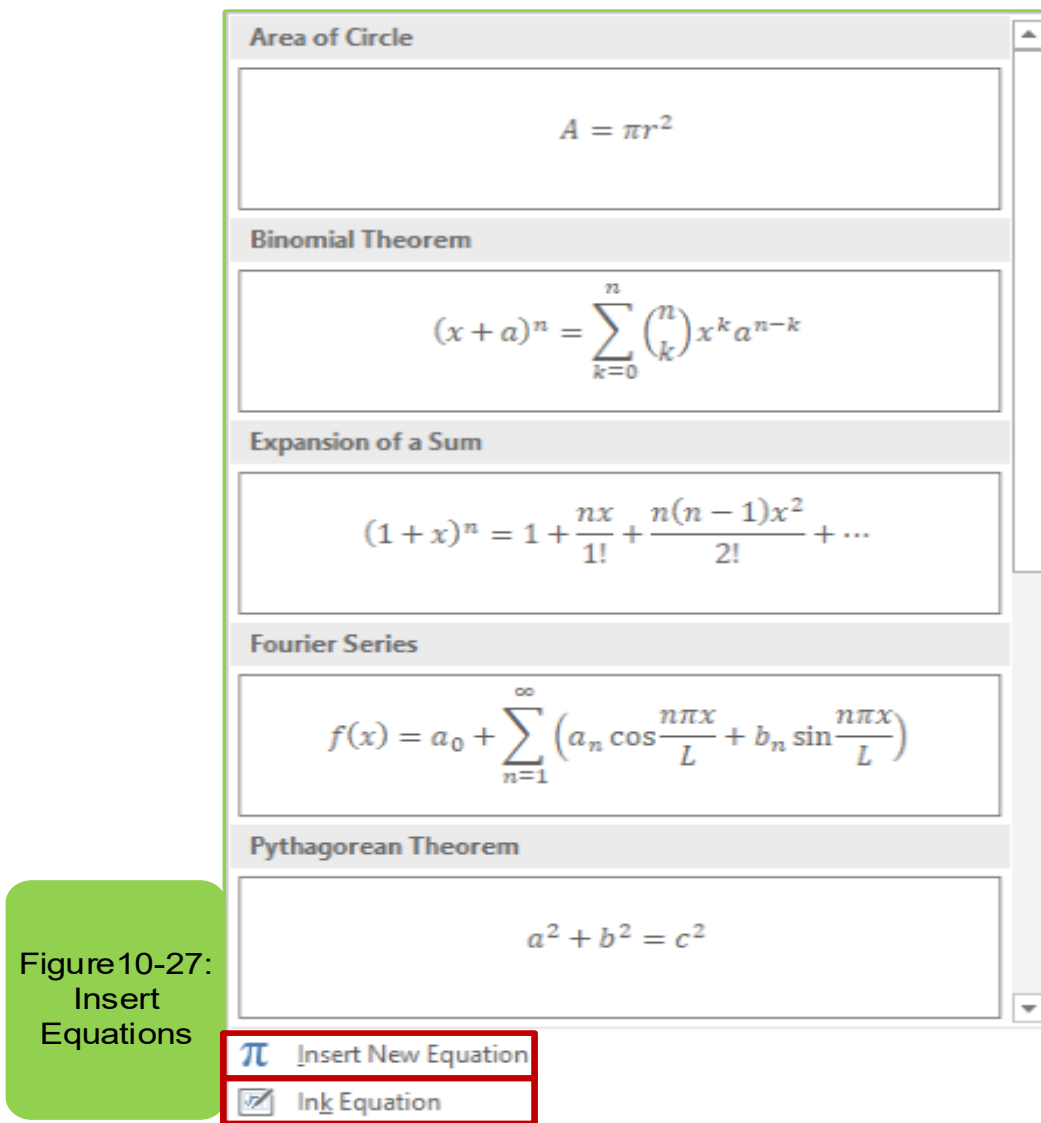 Area of Circle
A = πr²
Binomial Theorem
(x + a)ⁿ = ∑ₖ₌₀ⁿ (n k) xᵏaⁿ⁻ᵏ
Expansion of a Sum
(1 + x)ⁿ = 1 + nx/1! + n(n − 1)x²/2! + ⋯
Fourier Series
f(x) = a₀ + ∑ₙ₌₁^∞ (aₙ cos nπx/L + bₙ sin nπx/L)
Pythagorean Theorem
a² + b² = c²
Figure10-27:
Insert
Equations
π Insert New Equation
Ink Equation